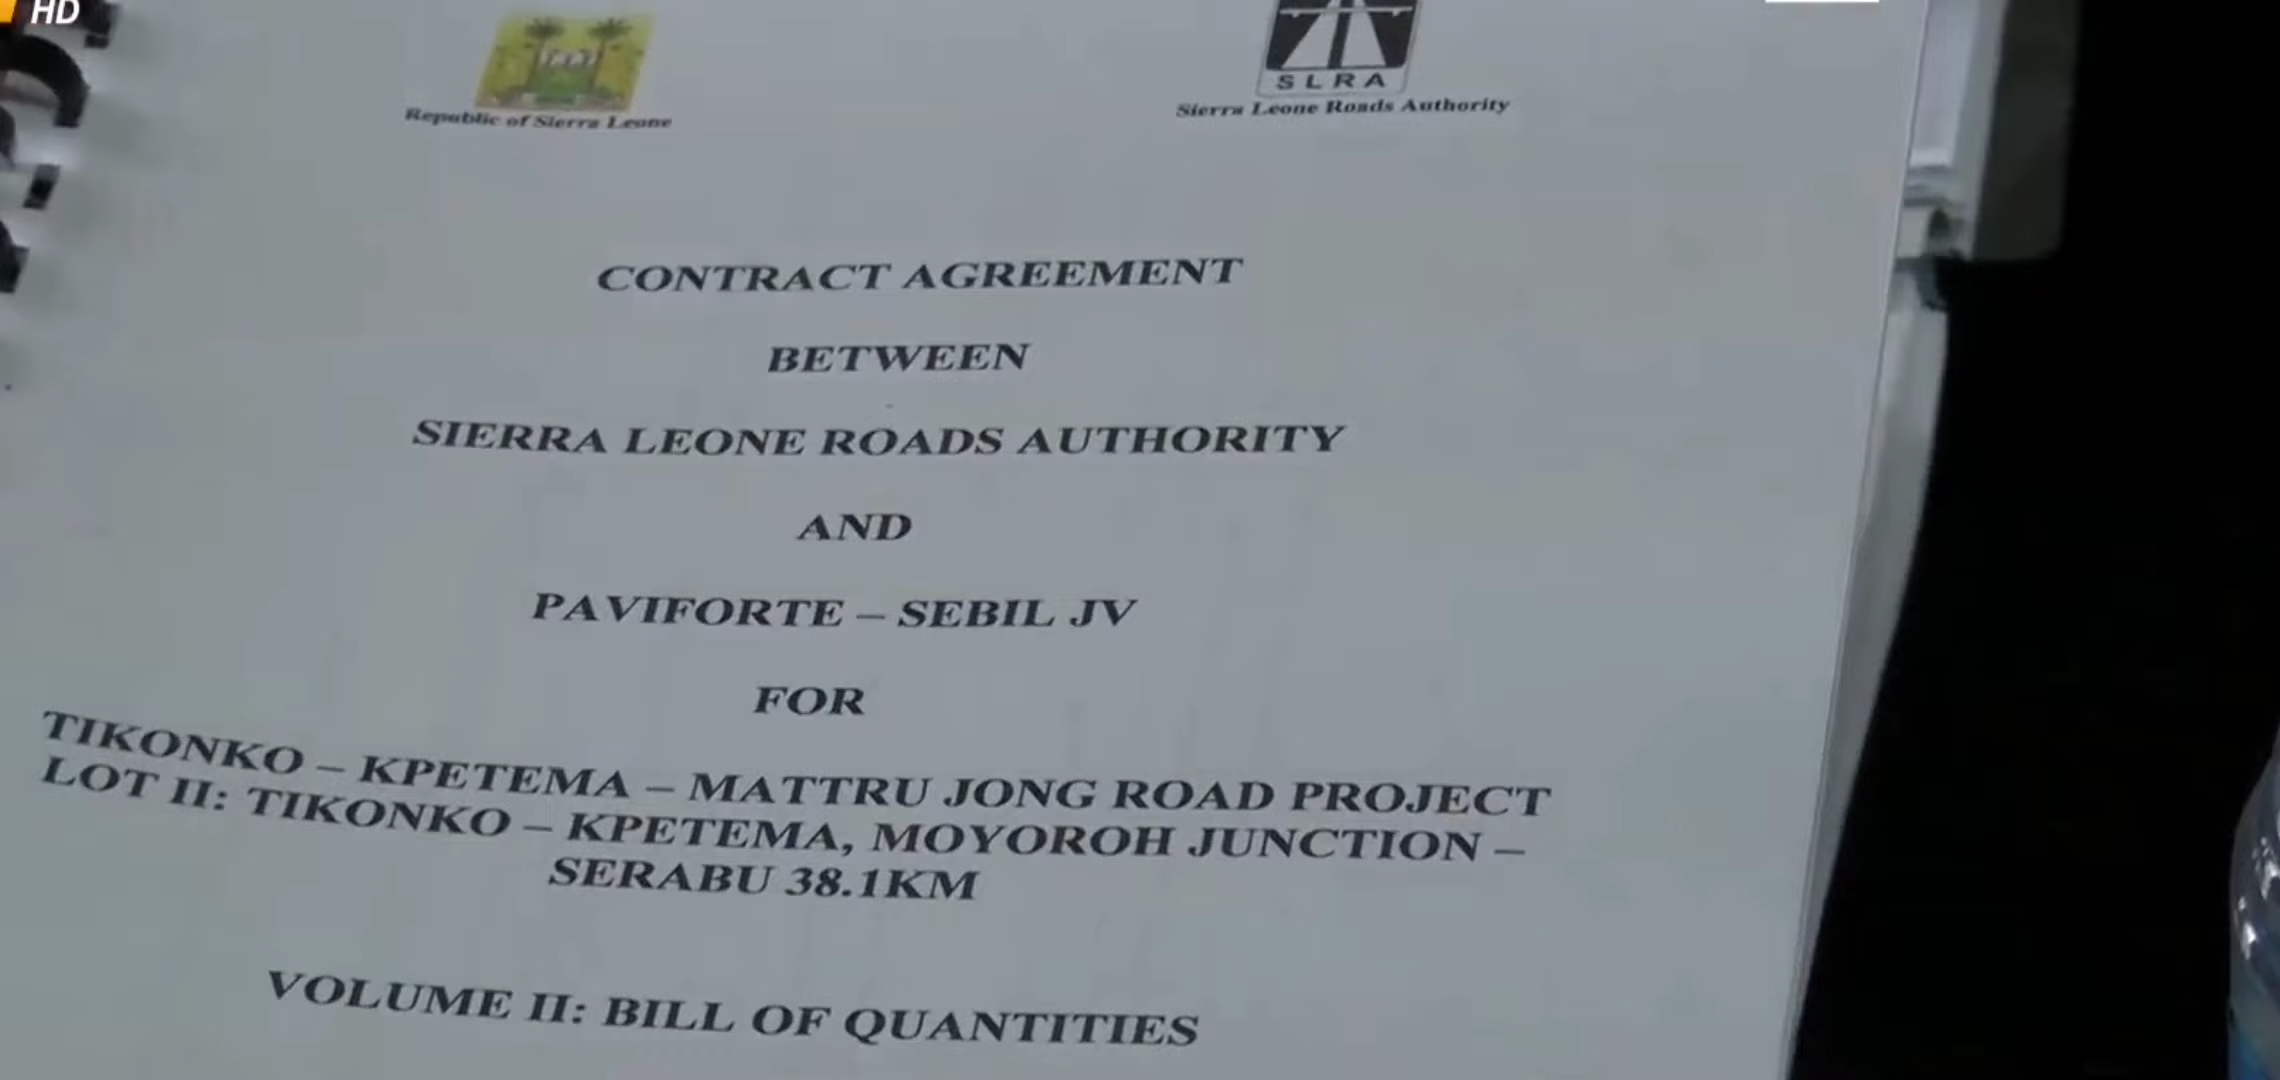 HD
Republic of Sierra Leone
SLRA
Sierra Leone Roads Authority
CONTRACT AGREEMENT
BETWEEN
SIERRA LEONE ROADS AUTHORITY
AND
PAVIFORTE – SEBIL JV
FOR
TIKONKO – KPETEMA – MATTRU JONG ROAD PROJECT
LOT II: TIKONKO – KPETEMA, MOYOROH JUNCTION –
SERABU 38.1KM
VOLUME II: BILL OF QUANTITIES